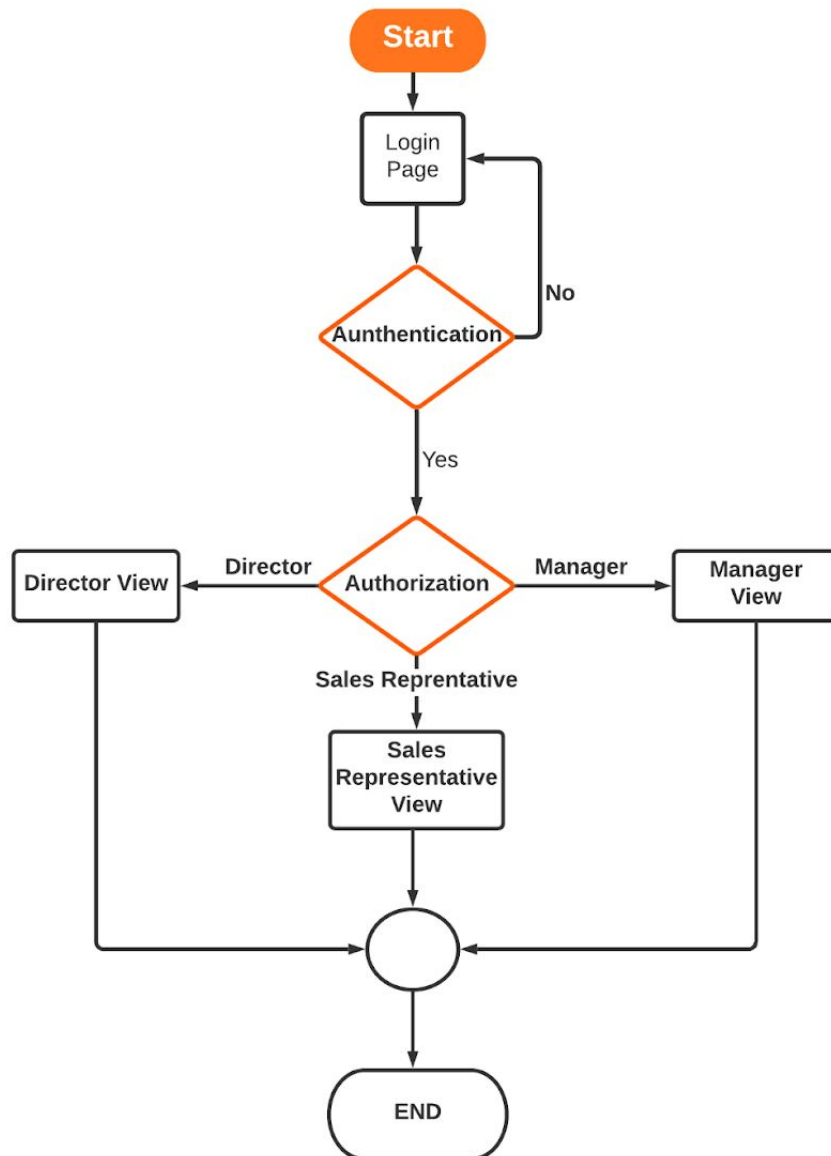 Start
Login
Page
No
Aunthentication
Yes
Director
Manager
Director View
Authorization
Manager
View
Sales Reprentative
Sales
Representative
View
END